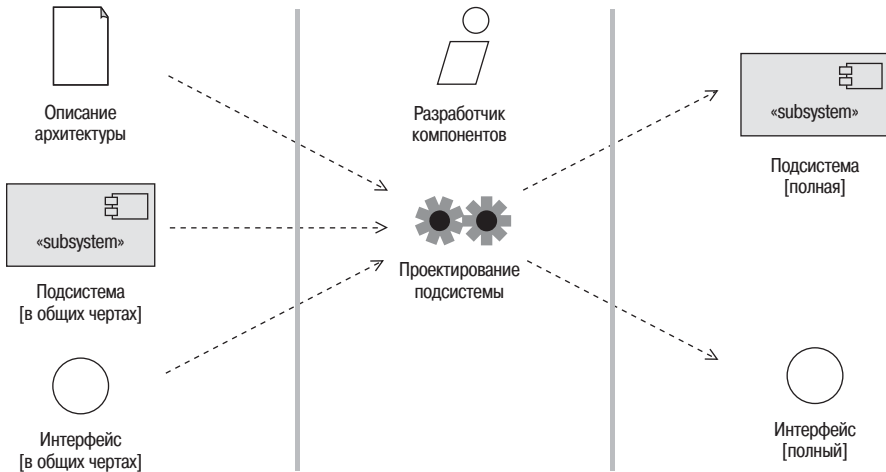 Описание
архитектуры
«subsystem»
Подсистема
[в общих чертах]
Интерфейс
[в общих чертах]
Разработчик
компонентов
Проектирование
подсистемы
«subsystem»
Подсистема
[полная]
Интерфейс
[полный]